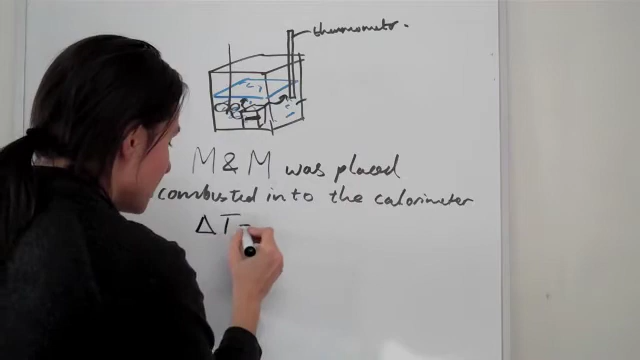 thermometer.
M & M was placed
combusted into the calorimeter
ΔT=